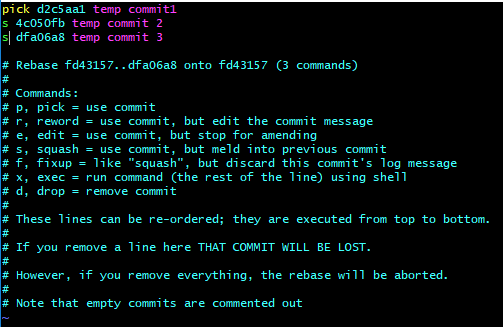 pick d2c5aa1 temp commit1
s 4c050fb temp commit 2
s dfa06a8 temp commit 3
# Rebase fd43157..dfa06a8 onto fd43157 (3 commands)
#
# Commands:
# p, pick = use commit
# r, reword = use commit, but edit the commit message
# e, edit = use commit, but stop for amending
# s, squash = use commit, but meld into previous commit
# f, fixup = like "squash", but discard this commit's log message
# x, exec = run command (the rest of the line) using shell
# d, drop = remove commit
#
# These lines can be re-ordered; they are executed from top to bottom.
#
# If you remove a line here THAT COMMIT WILL BE LOST.
#
# However, if you remove everything, the rebase will be aborted.
#
# Note that empty commits are commented out
~